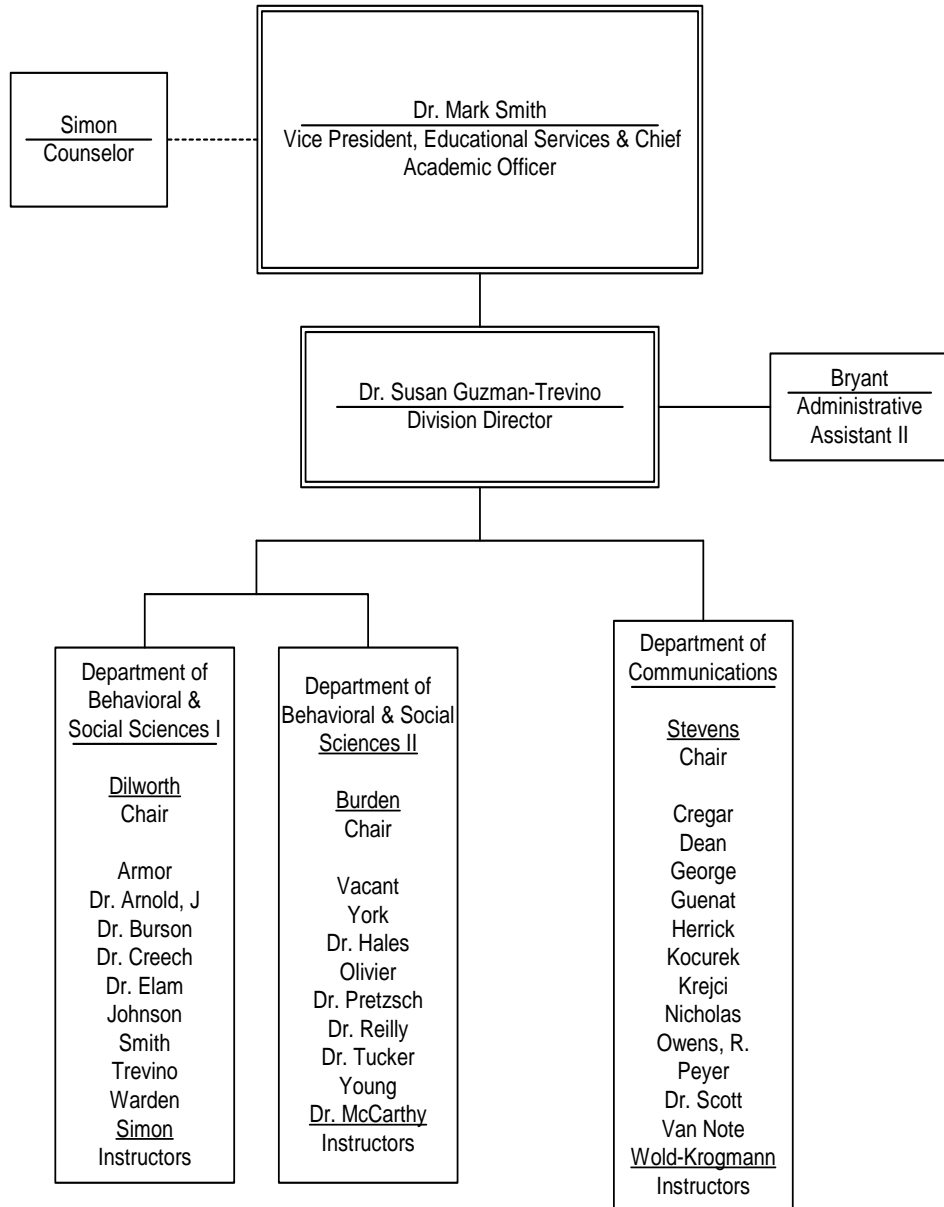 Dr. Mark Smith
Vice President, Educational Services & Chief
Academic Officer
Simon
Counselor
Dr. Susan Guzman-Trevino
Division Director
Bryant
Administrative
Assistant II
Department of
Behavioral &
Social Sciences I
Dilworth
Chair
Armor
Dr. Arnold, J
Dr. Burson
Dr. Creech
Dr. Elam
Johnson
Smith
Trevino
Warden
Simon
Instructors
Department of
Behavioral & Social
Sciences II
Burden
Chair
Vacant
York
Dr. Hales
Olivier
Dr. Pretzsch
Dr. Reilly
Dr. Tucker
Young
Dr. McCarthy
Instructors
Department of
Communications
Stevens
Chair
Cregar
Dean
George
Guenat
Herrick
Kocurek
Krejci
Nicholas
Owens, R.
Peyer
Dr. Scott
Van Note
Wold-Krogmann
Instructors